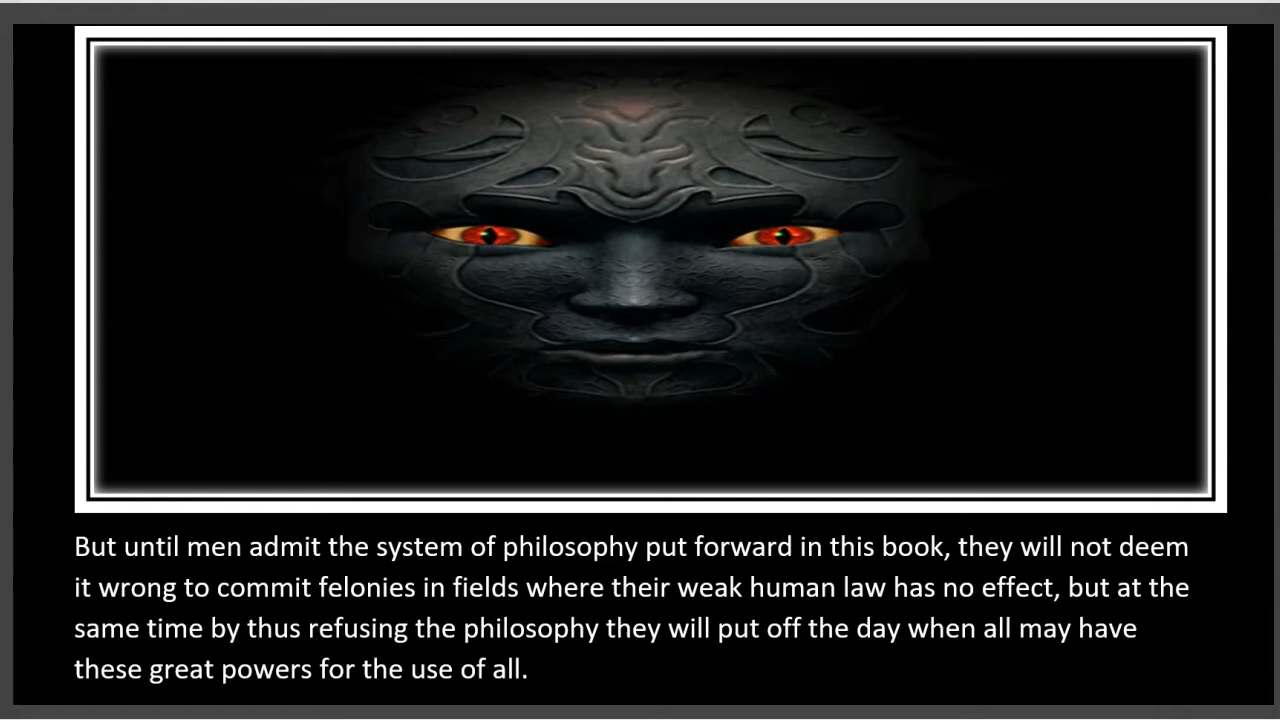 But until men admit the system of philosophy put forward in this book, they will not deem
it wrong to commit felonies in fields where their weak human law has no effect, but at the
same time by thus refusing the philosophy they will put off the day when all may have
these great powers for the use of all.